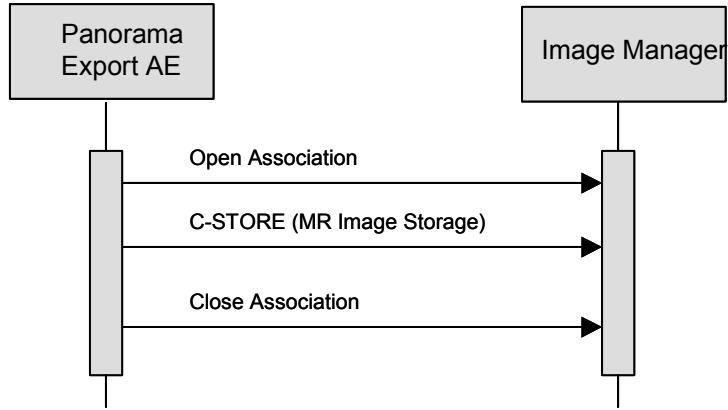 Panorama
Export AE
Image Manager
Open Association
C-STORE (MR Image Storage)
Close Association